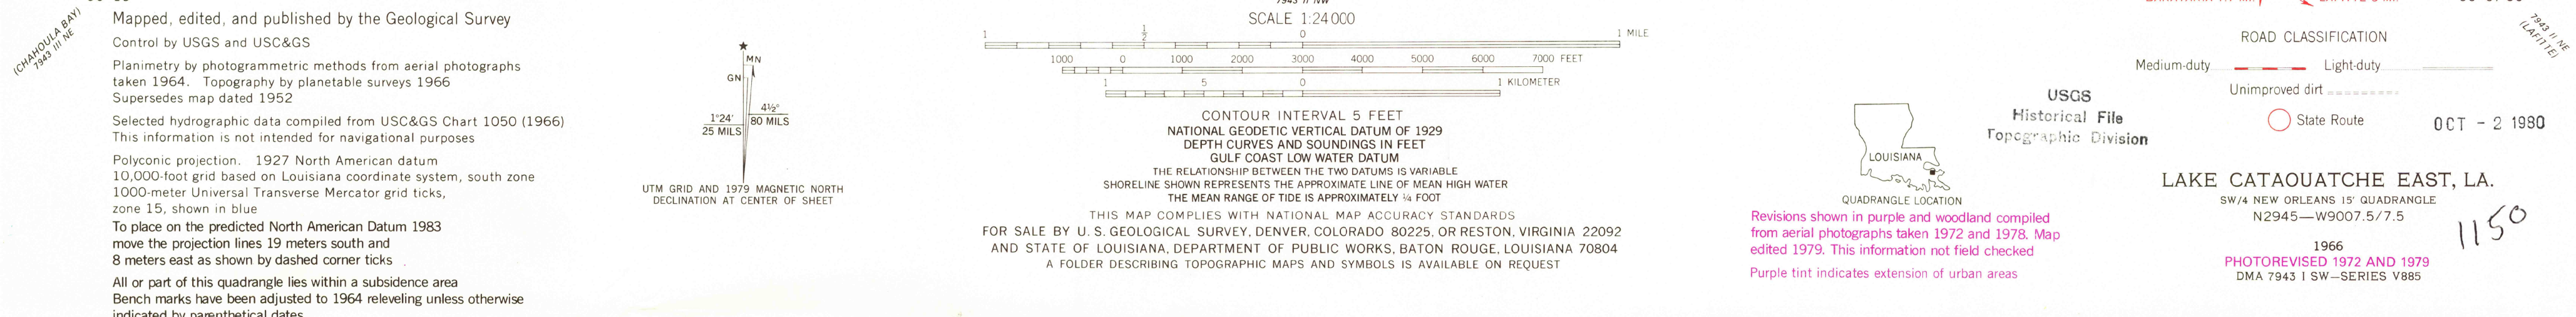 (CHAHOULA BAY)
7943 III NE
Mapped, edited, and published by the Geological Survey
Control by USGS and USC&GS
Planimetry by photogrammetric methods from aerial photographs
taken 1964. Topography by planetable surveys 1966
Supersedes map dated 1952
Selected hydrographic data compiled from USC&GS Chart 1050 (1966)
This information is not intended for navigational purposes
Polyconic projection. 1927 North American datum
10,000-foot grid based on Louisiana coordinate system, south zone
1000-meter Universal Transverse Mercator grid ticks,
zone 15, shown in blue
To place on the predicted North American Datum 1983
move the projection lines 19 meters south and
8 meters east as shown by dashed corner ticks
All or part of this quadrangle lies within a subsidence area
Bench marks have been adjusted to 1964 releveling unless otherwise
indicated by parenthetical dates
MN
GN
1°24'
25 MILS
4½°
80 MILS
UTM GRID AND 1979 MAGNETIC NORTH
DECLINATION AT CENTER OF SHEET
7943 II NW
SCALE 1:24 000
1 ½ 0 1 MILE
1000 0 1000 2000 3000 4000 5000 6000 7000 FEET
1 5 0 1 KILOMETER
CONTOUR INTERVAL 5 FEET
NATIONAL GEODETIC VERTICAL DATUM OF 1929
DEPTH CURVES AND SOUNDINGS IN FEET
GULF COAST LOW WATER DATUM
THE RELATIONSHIP BETWEEN THE TWO DATUMS IS VARIABLE
SHORELINE SHOWN REPRESENTS THE APPROXIMATE LINE OF MEAN HIGH WATER
THE MEAN RANGE OF TIDE IS APPROXIMATELY ¼ FOOT
THIS MAP COMPLIES WITH NATIONAL MAP ACCURACY STANDARDS
FOR SALE BY U. S. GEOLOGICAL SURVEY, DENVER, COLORADO 80225, OR RESTON, VIRGINIA 22092
AND STATE OF LOUISIANA, DEPARTMENT OF PUBLIC WORKS, BATON ROUGE, LOUISIANA 70804
A FOLDER DESCRIBING TOPOGRAPHIC MAPS AND SYMBOLS IS AVAILABLE ON REQUEST
LOUISIANA
QUADRANGLE LOCATION
Revisions shown in purple and woodland compiled
from aerial photographs taken 1972 and 1978. Map
edited 1979. This information not field checked
Purple tint indicates extension of urban areas
USGS
Historical File
Topographic Division
7943 II NE
(LAFITTE)
ROAD CLASSIFICATION
Medium-duty Light-duty
Unimproved dirt
State Route
OCT - 2 1980
LAKE CATAOUATCHE EAST, LA.
SW/4 NEW ORLEANS 15' QUADRANGLE
N2945—W9007.5/7.5
1150
1966
PHOTOREVISED 1972 AND 1979
DMA 7943 I SW—SERIES V885